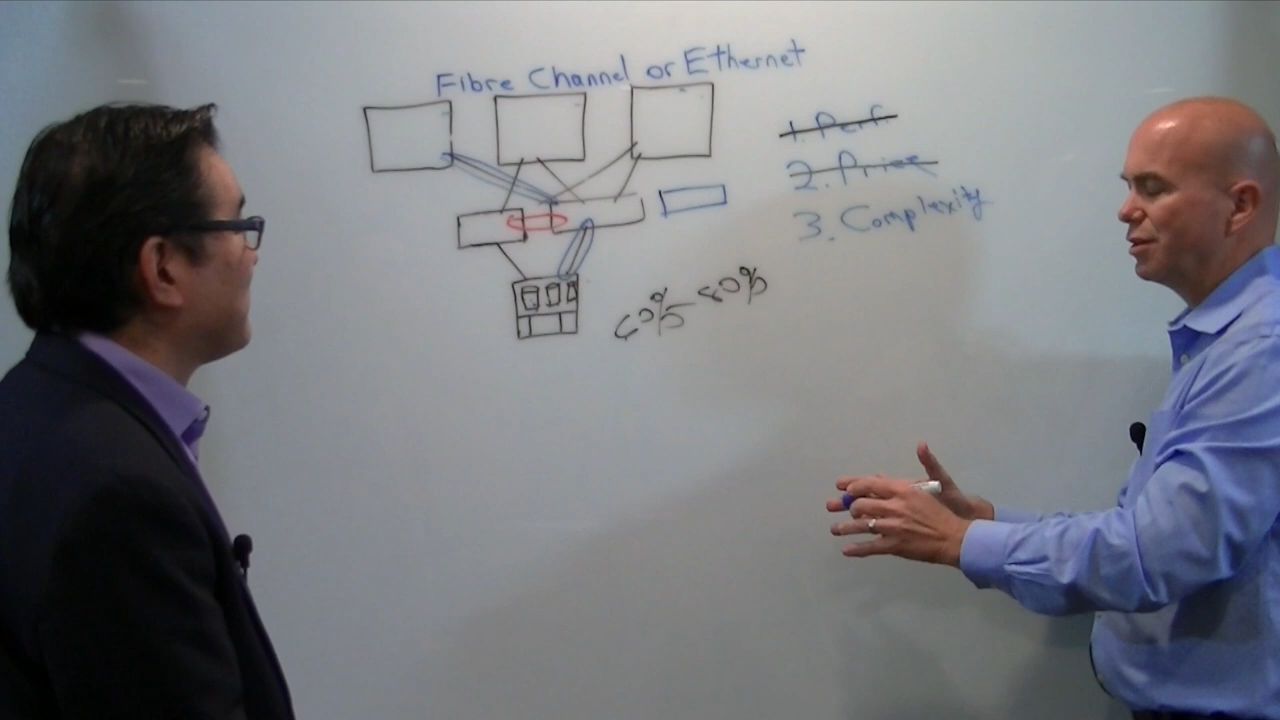 Fibre Channel or Ethernet
1. Perf.
2. Price
3. Complexity
60%-80%